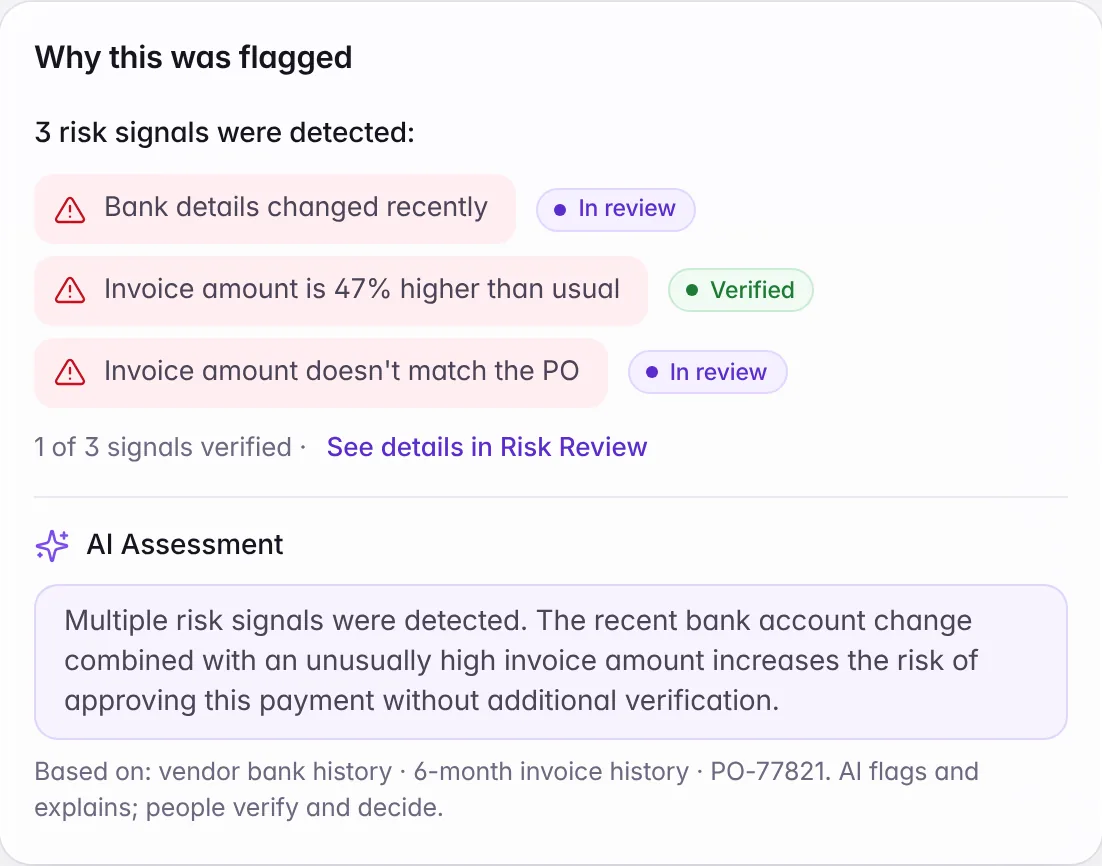 Why this was flagged
3 risk signals were detected:
Bank details changed recently
In review
Invoice amount is 47% higher than usual
Verified
Invoice amount doesn't match the PO
In review
1 of 3 signals verified · See details in Risk Review
AI Assessment
Multiple risk signals were detected. The recent bank account change
combined with an unusually high invoice amount increases the risk of
approving this payment without additional verification.
Based on: vendor bank history · 6-month invoice history · PO-77821. AI flags and
explains; people verify and decide.